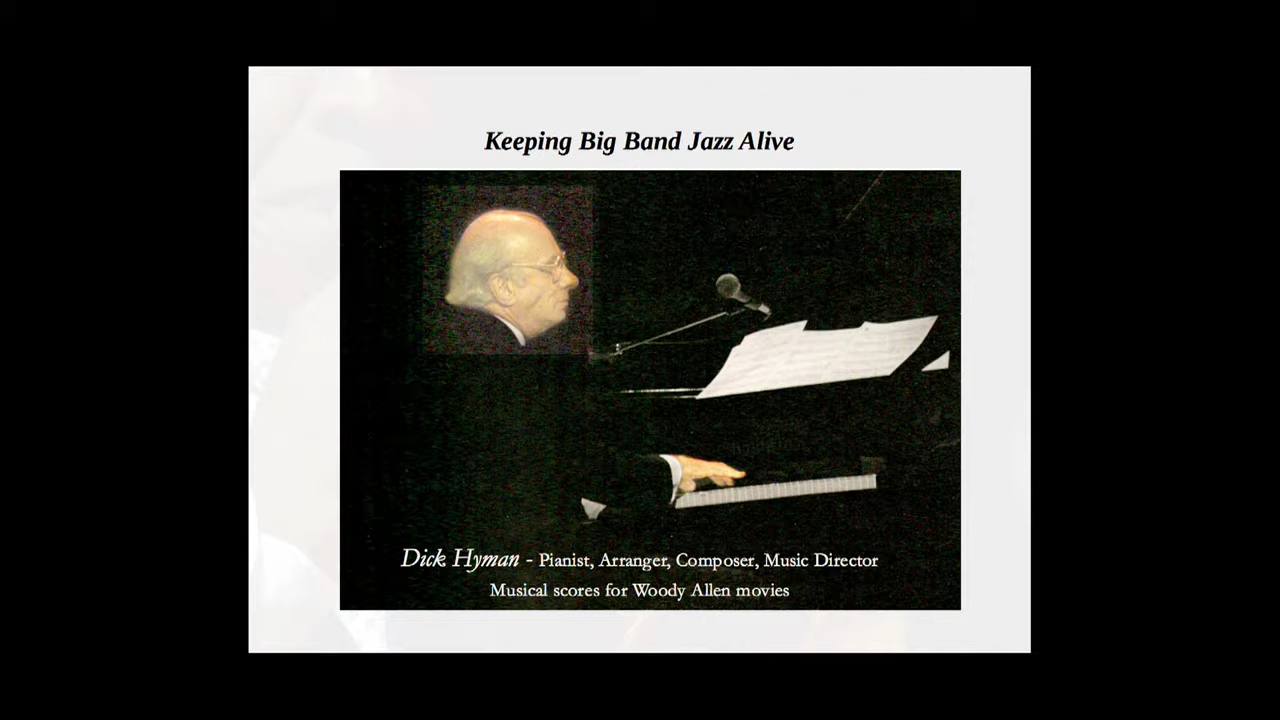 Keeping Big Band Jazz Alive
Dick Hyman - Pianist, Arranger, Composer, Music Director
Musical scores for Woody Allen movies